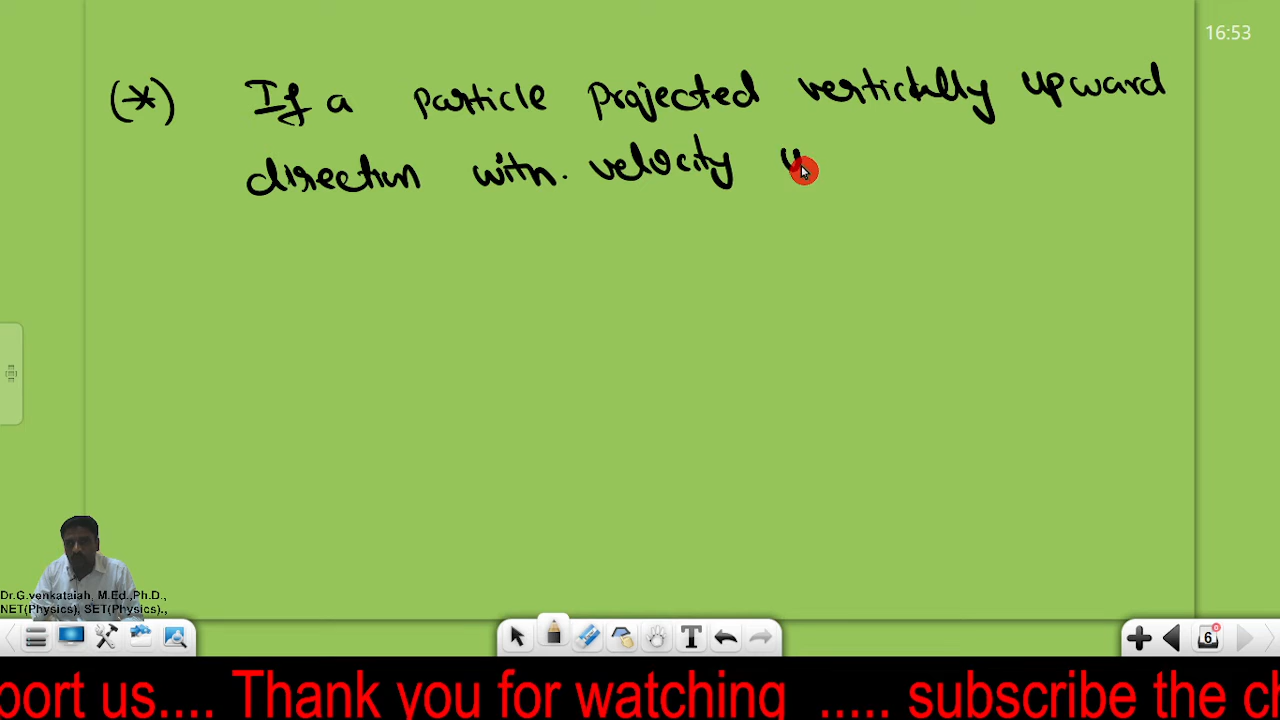 16:53
(*) If a particle projected vertically upward
direction with. velocity u
Dr.G.venkataiah, M.Ed.,Ph.D.,
NET(Physics), SET(Physics).,
6
port us.... Thank you for watching ..... subscribe the ch